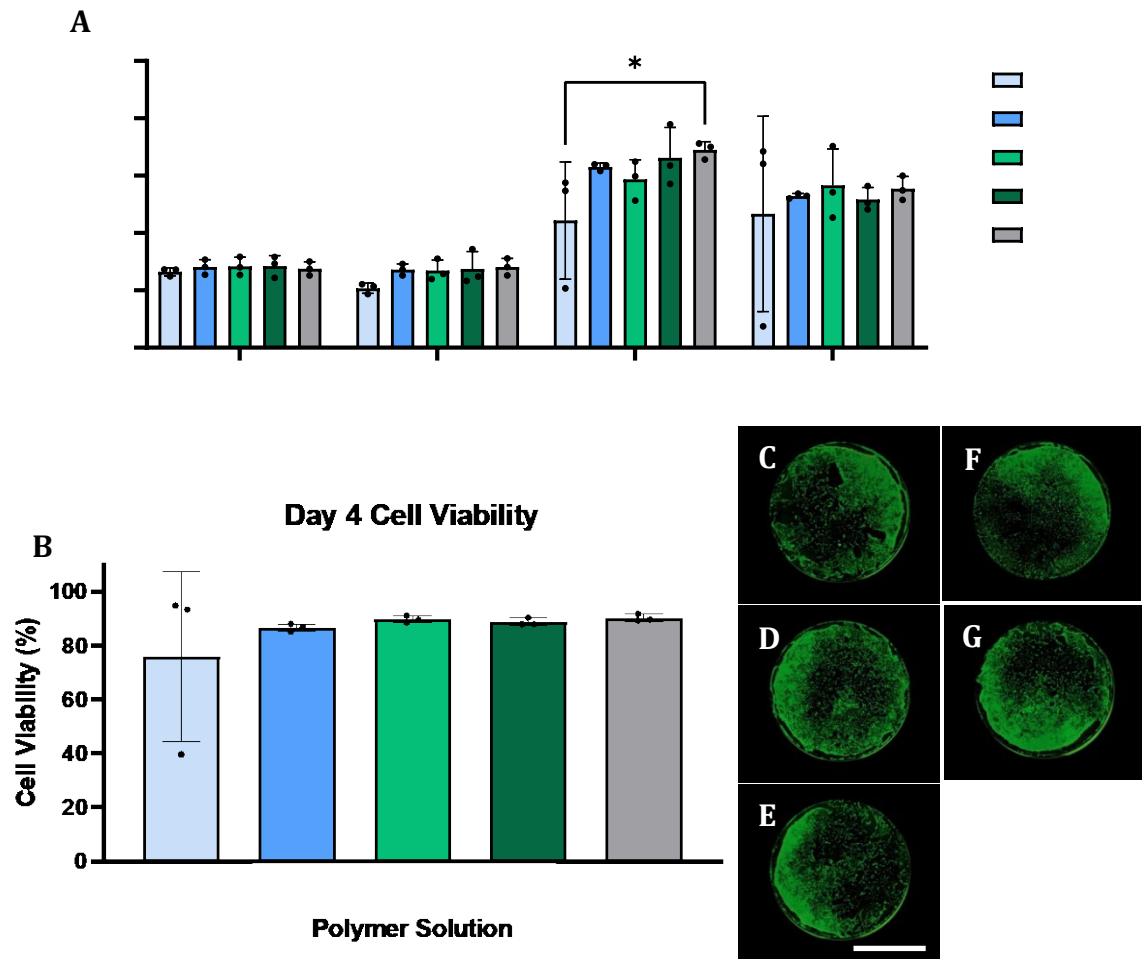 A
*
Day 4 Cell Viability
B
Cell Viability (%)
100
80
60
40
20
0
Polymer Solution
C
F
D
G
E